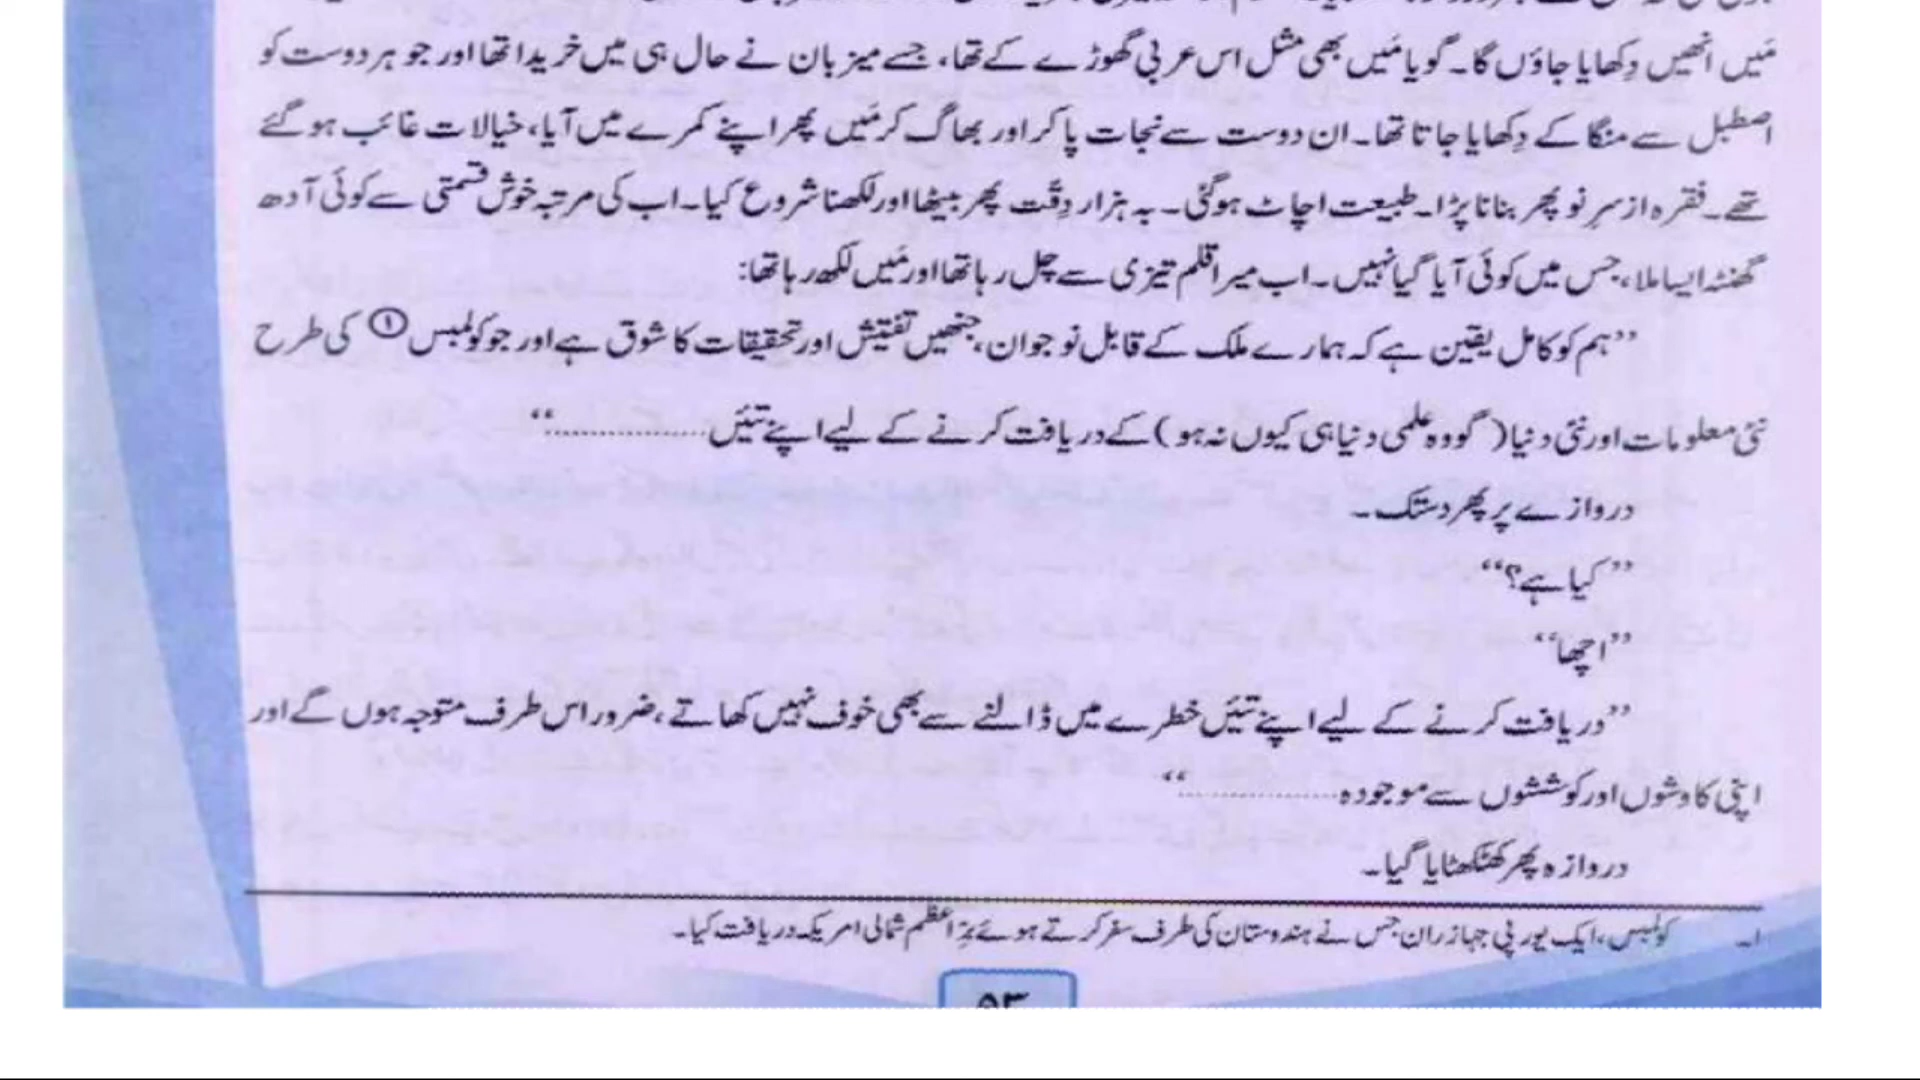 مَیں انھیں دِکھایا جاؤں گا۔ گویا مَیں بھی مثل اس عربی گھوڑے کے تھا، جسے میزبان نے حال ہی میں خریدا تھا اور جو ہر دوست کو
اصطبل سے منگا کے دِکھایا جاتا تھا۔ ان دوست سے نجات پا کر اور بھاگ کر مَیں پھر اپنے کمرے میں آیا، خیالات غائب ہو گئے
تھے۔ فقرہ از سرِ نو پھر بنانا پڑا۔ طبیعت اچاٹ ہوگئی۔ بہ ہزار دِقّت پھر بیٹھا اور لکھنا شروع کیا۔ اب کی مرتبہ خوش قسمتی سے کوئی آدھ
گھنٹہ ایسا ملا، جس میں کوئی آیا گیا نہیں۔ اب میرا قلم تیزی سے چل رہا تھا اور مَیں لکھ رہا تھا:
”ہم کو کامل یقین ہے کہ ہمارے ملک کے قابل نوجوان، جنھیں تفتیش اور تحقیقات کا شوق ہے اور جو کولمبس ① کی طرح
نئی معلومات اور نئی دنیا (گو وہ علمی دنیا ہی کیوں نہ ہو) کے دریافت کرنے کے لیے اپنے تئیں ................“
دروازے پر پھر دستک۔
”کیا ہے؟“
”اچھا“
”دریافت کرنے کے لیے اپنے تئیں خطرے میں ڈالنے سے بھی خوف نہیں کھاتے، ضرور اس طرف متوجہ ہوں گے اور
اپنی کاوشوں اور کوششوں سے موجودہ ................“
دروازہ پھر کھٹکھٹایا گیا۔
۱۔ کولمبس، ایک یورپی جہاز ران جس نے ہندوستان کی طرف سفر کرتے ہوئے برِّ اعظم شمالی امریکہ دریافت کیا۔
۵۳